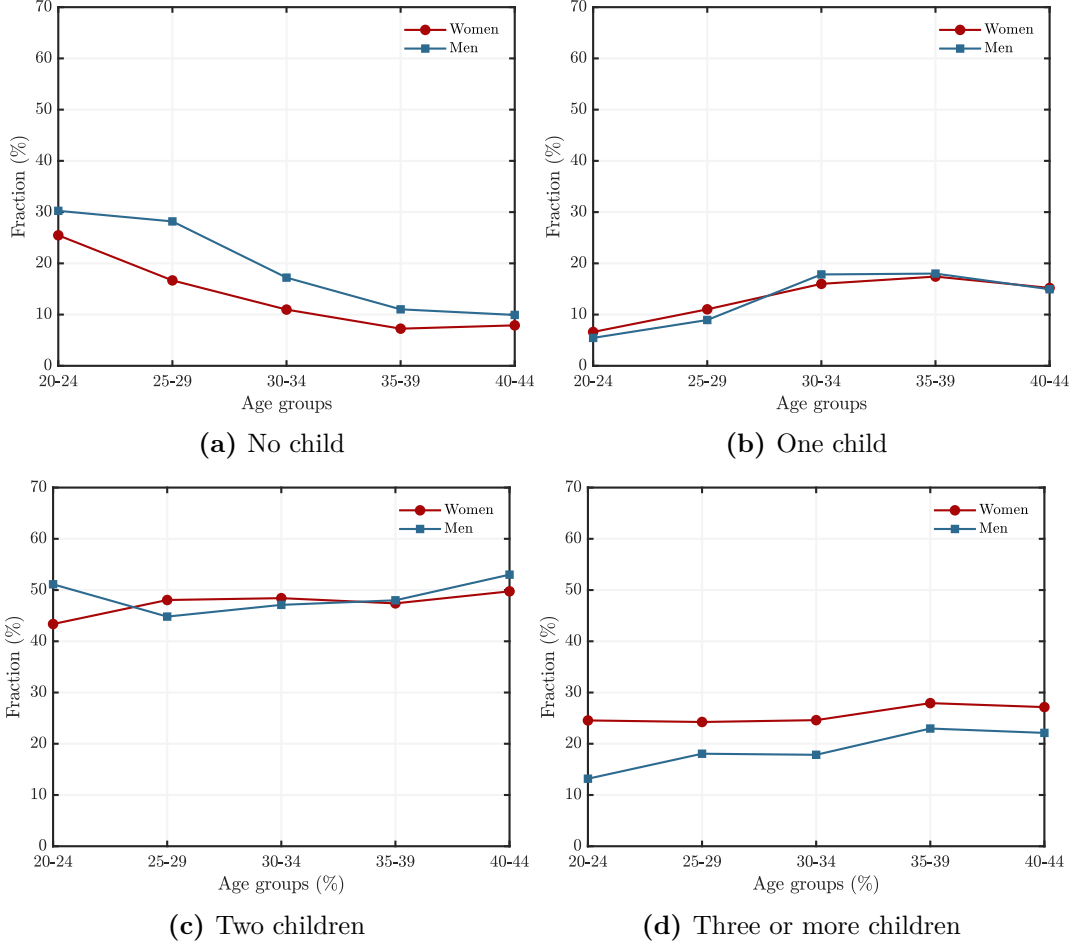 70
60
50
40
30
20
10
0
Fraction (%)
Women
Men
20-24 25-29 30-34 35-39 40-44
Age groups
(a) No child
70
60
50
40
30
20
10
0
Fraction (%)
Women
Men
20-24 25-29 30-34 35-39 40-44
Age groups
(b) One child
70
60
50
40
30
20
10
0
Fraction (%)
Women
Men
20-24 25-29 30-34 35-39 40-44
Age groups (%)
(c) Two children
70
60
50
40
30
20
10
0
Fraction (%)
Women
Men
20-24 25-29 30-34 35-39 40-44
Age groups (%)
(d) Three or more children